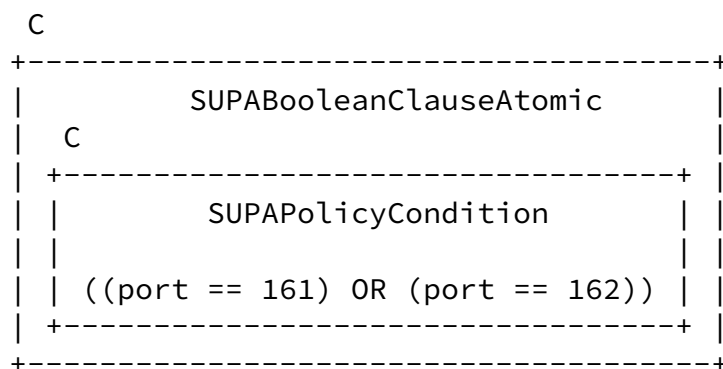 C
+--------------------------------------+
| SUPABooleanClauseAtomic |
| C |
| +----------------------------------+ |
| | SUPAPolicyCondition | |
| | | |
| | ((port == 161) OR (port == 162)) | |
| +----------------------------------+ |
+--------------------------------------+